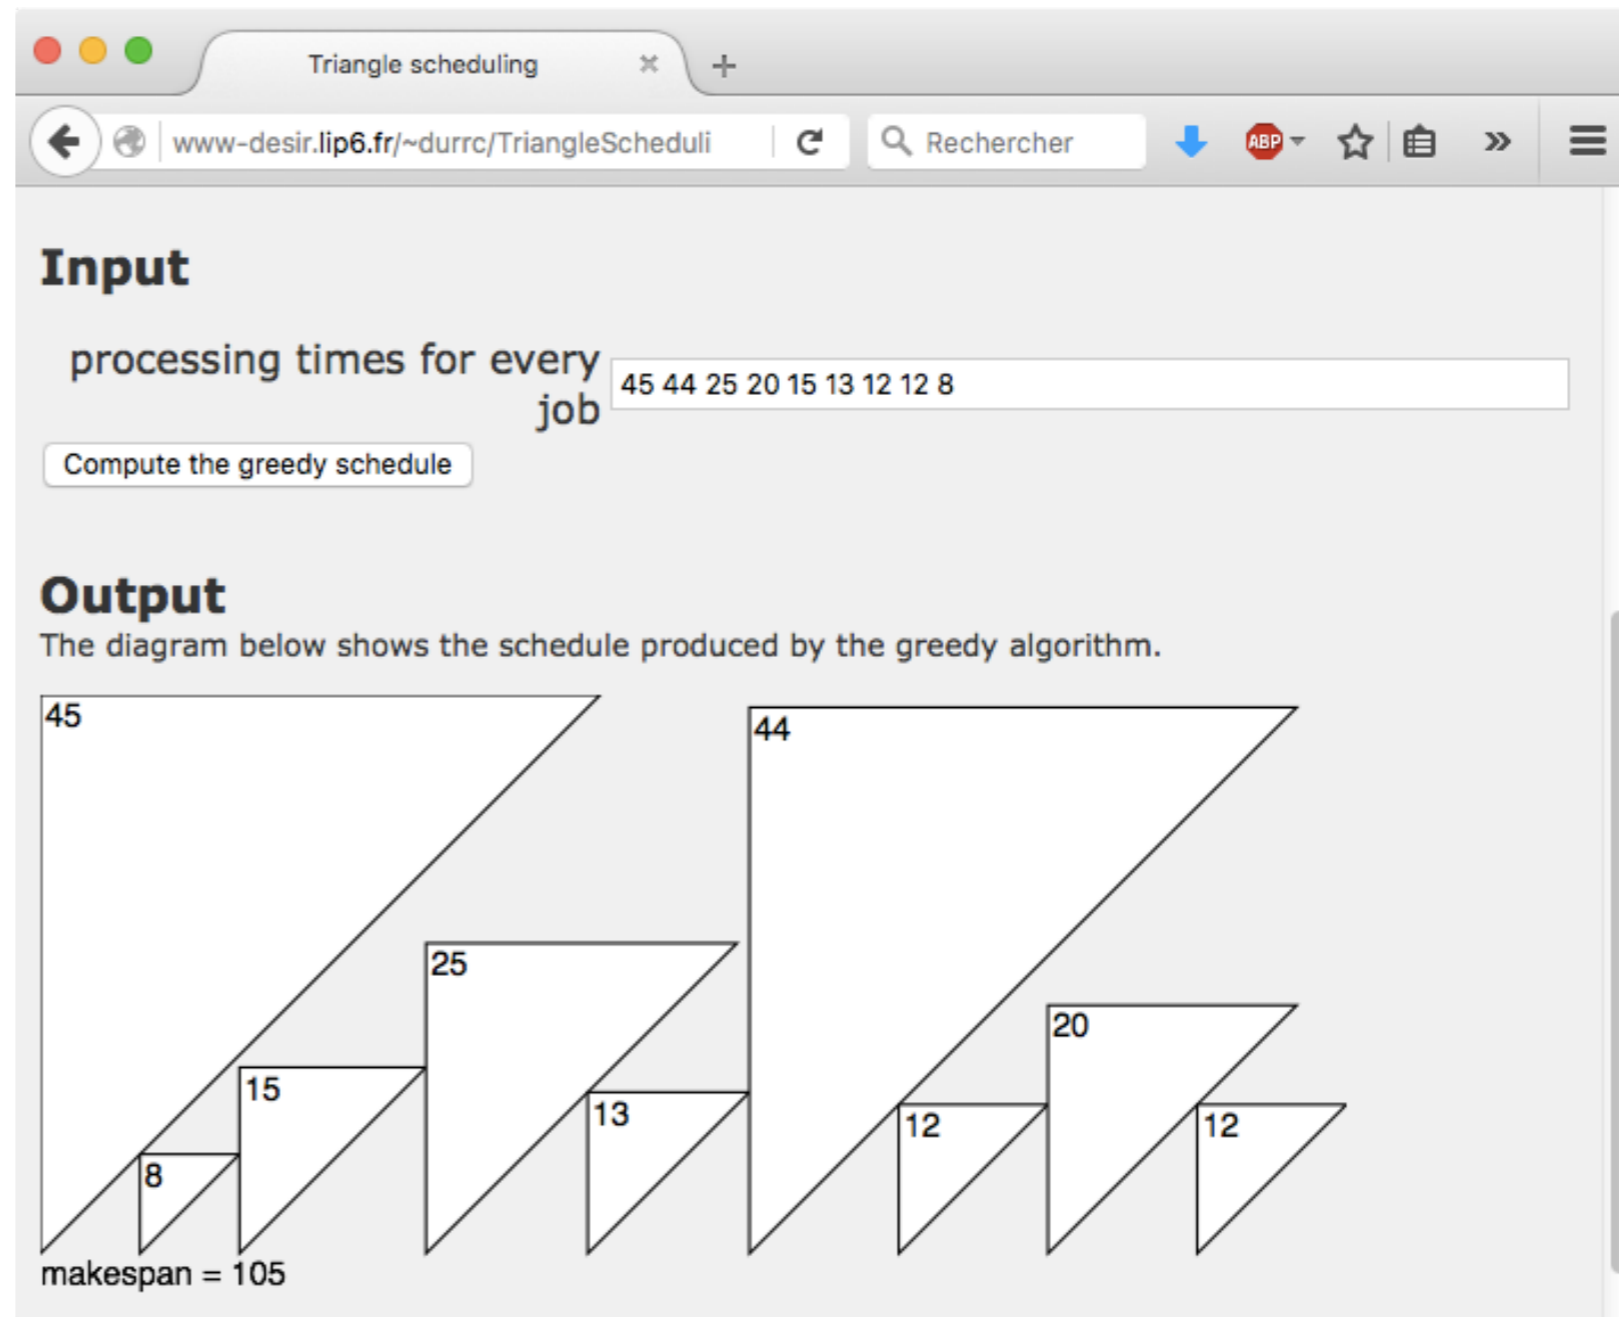 Triangle scheduling
www-desir.lip6.fr/~durrc/TriangleScheduli
Rechercher
ABP
Input
processing times for every
job
45 44 25 20 15 13 12 12 8
Compute the greedy schedule
Output
The diagram below shows the schedule produced by the greedy algorithm.
45
44
25
20
15
13
12
12
8
makespan = 105